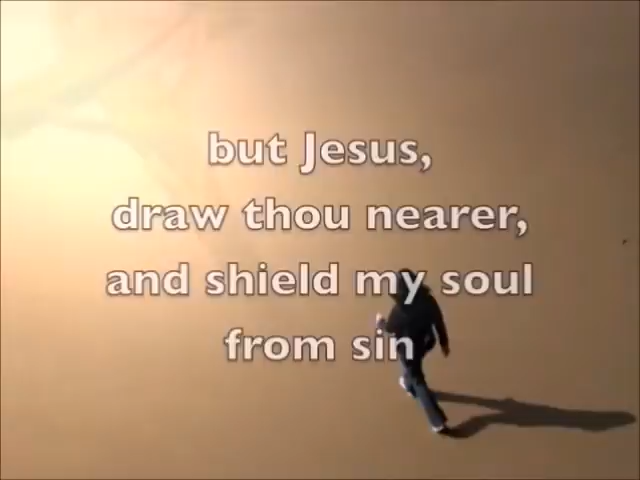 but Jesus,
draw thou nearer,
and shield my soul
from sin